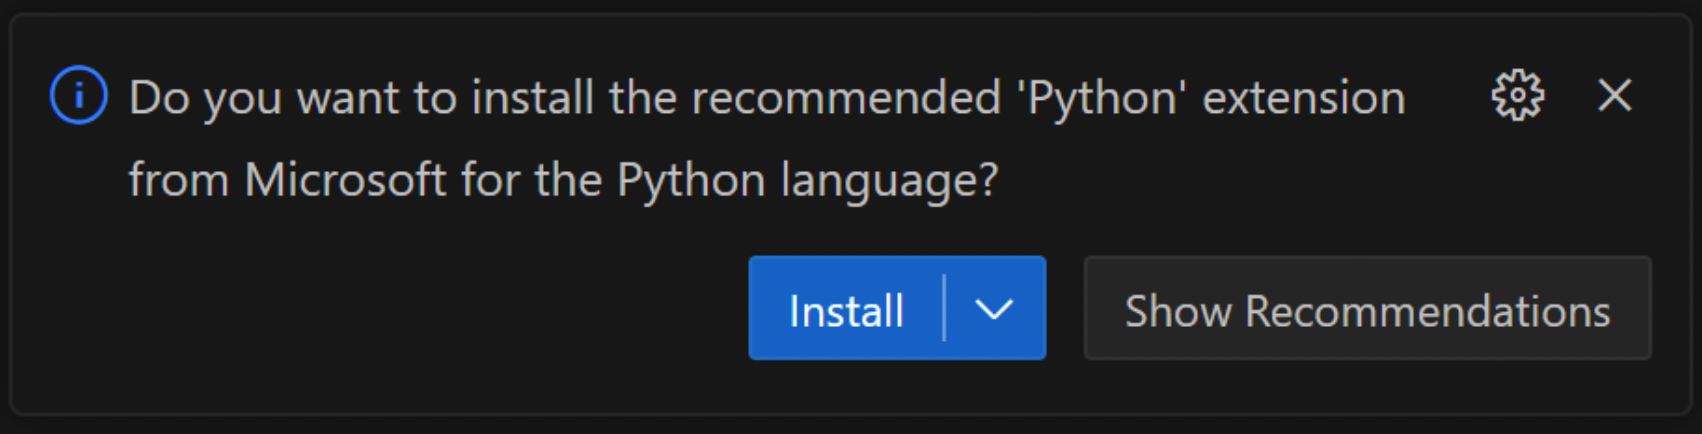 Do you want to install the recommended 'Python' extension
from Microsoft for the Python language?
Install
Show Recommendations